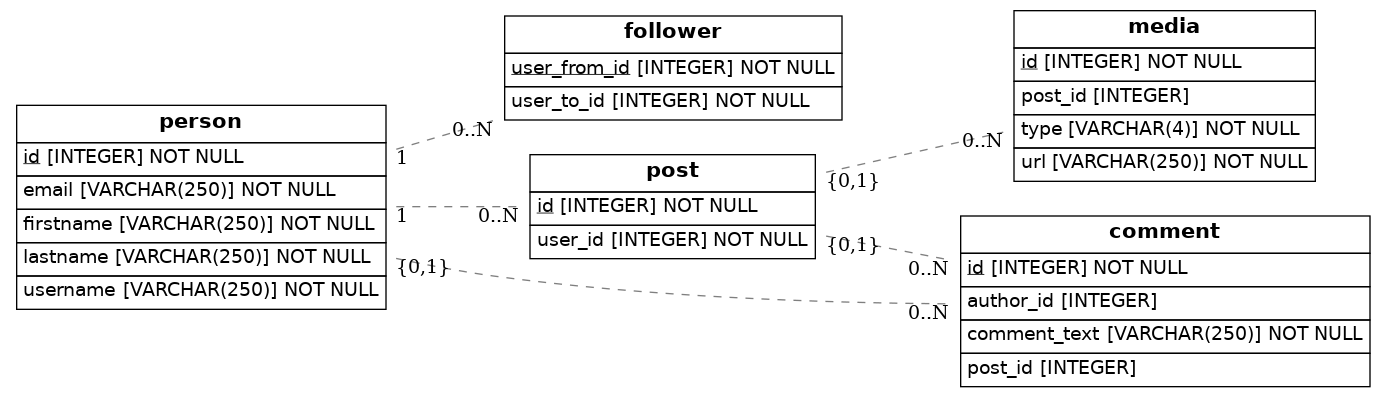 person
id [INTEGER] NOT NULL
email [VARCHAR(250)] NOT NULL
firstname [VARCHAR(250)] NOT NULL
lastname [VARCHAR(250)] NOT NULL
username [VARCHAR(250)] NOT NULL
1
0..N
1
0..N
{0,1}
0..N
follower
user_from_id [INTEGER] NOT NULL
user_to_id [INTEGER] NOT NULL
post
id [INTEGER] NOT NULL
user_id [INTEGER] NOT NULL
{0,1}
0..N
{0,1}
0..N
media
id [INTEGER] NOT NULL
post_id [INTEGER]
type [VARCHAR(4)] NOT NULL
url [VARCHAR(250)] NOT NULL
comment
id [INTEGER] NOT NULL
author_id [INTEGER]
comment_text [VARCHAR(250)] NOT NULL
post_id [INTEGER]